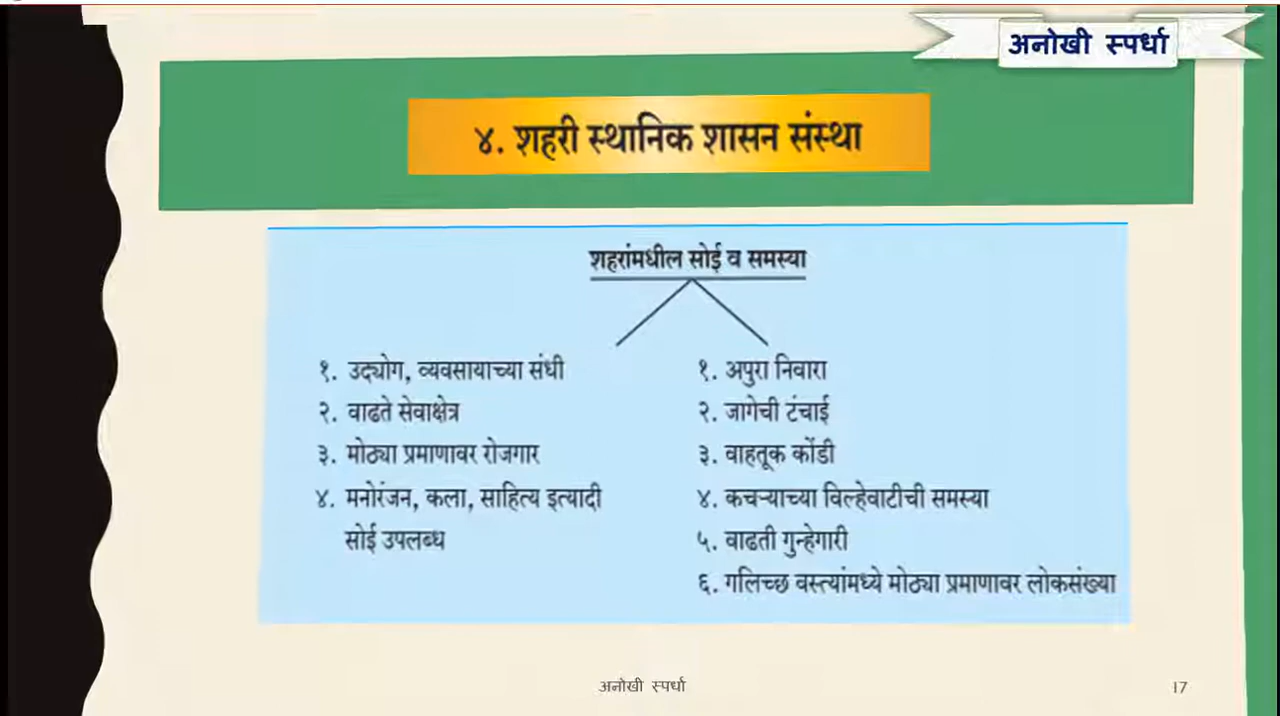 अनोखी स्पर्धा
४. शहरी स्थानिक शासन संस्था
शहरांमधील सोई व समस्या
१. उद्योग, व्यवसायाच्या संधी
२. वाढते सेवाक्षेत्र
३. मोठ्या प्रमाणावर रोजगार
४. मनोरंजन, कला, साहित्य इत्यादी
सोई उपलब्ध
१. अपुरा निवारा
२. जागेची टंचाई
३. वाहतूक कोंडी
४. कचऱ्याच्या विल्हेवाटीची समस्या
५. वाढती गुन्हेगारी
६. गलिच्छ वस्त्यांमध्ये मोठ्या प्रमाणावर लोकसंख्या
अनोखी स्पर्धा
17